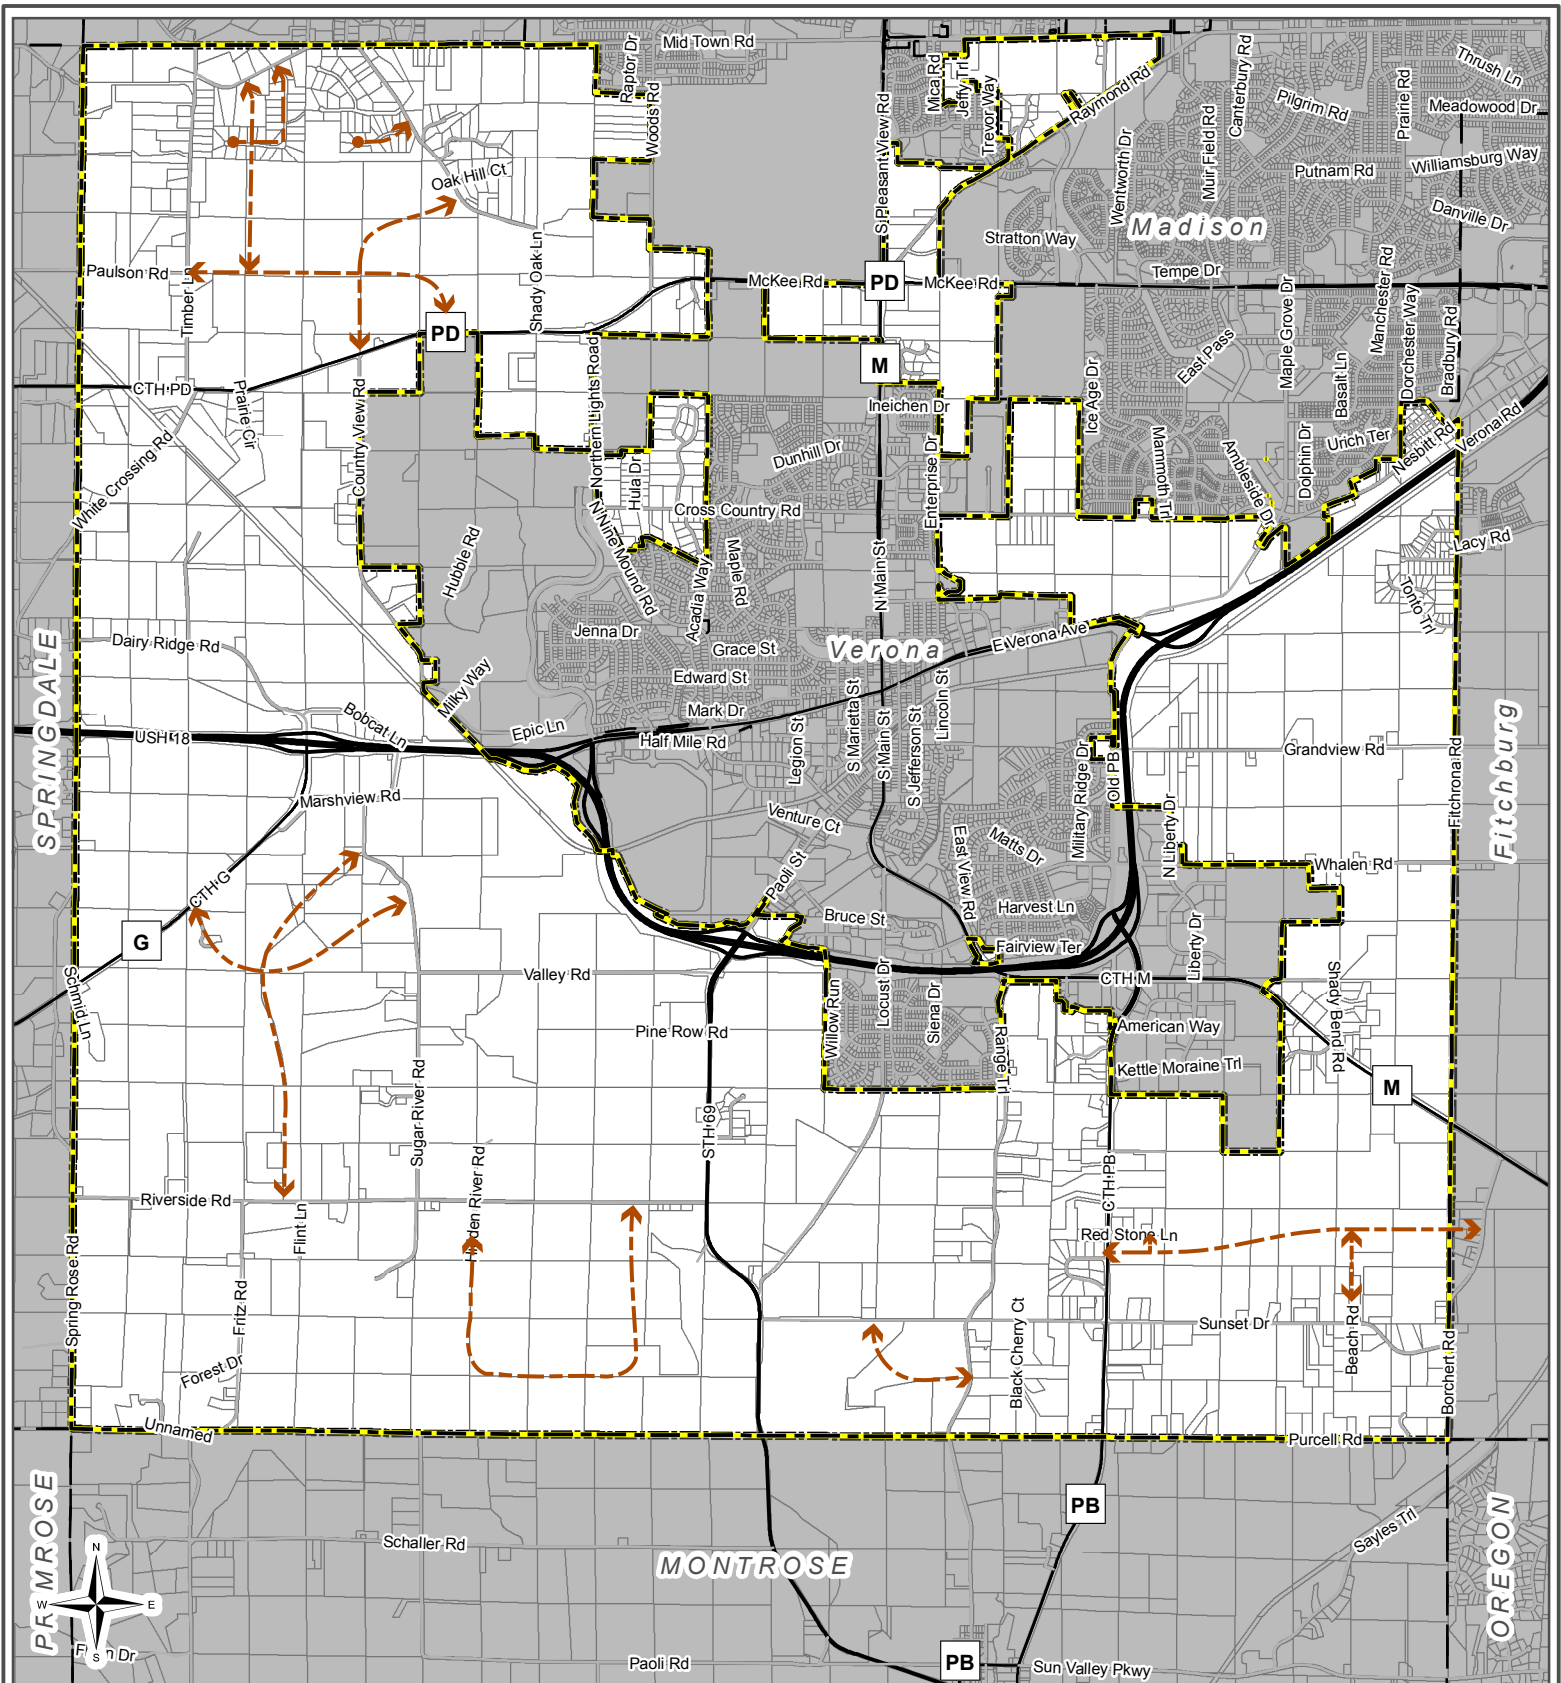 Mid Town Rd
Raptor Dr
Woods Rd
Mica Rd
Jeffy Trl
Trevor Way
Raymond Rd
S Pleasant View Rd
Canterbury Rd
Thrush Ln
Pilgrim Rd
Prairie Rd
Meadowood Dr
Muir Field Rd
Wentworth Dr
Putnam Rd
Williamsburg Way
Danville Dr
Oak Hill Ct
Stratton Way
Madison
Paulson Rd
Timber Ln
Shady Oak Ln
McKee Rd
PD
McKee Rd
Tempe Dr
Maple Grove Dr
Manchester Rd
Dorchester Way
Bradbury Rd
PD
M
East Pass
CTH PD
Prairie Cir
Country View Rd
Northern Lights Road
Ineichen Dr
Ice Age Dr
Basalt Ln
White Crossing Rd
Hula Dr
Dunhill Dr
Enterprise Dr
Mammoth Trl
Ambleside Dr
Dolphin Dr
Urich Ter
Nesbitt Rd
Verona Rd
Cross Country Rd
N Nine Mound Rd
Hubble Rd
Maple Rd
Acadia Way
N Main St
Lacy Rd
Tonto Trl
Dairy Ridge Rd
Jenna Dr
Grace St
Verona
E Verona Ave
SPRINGDALE
Edward St
Milky Way
Mark Dr
Lincoln St
S Marietta St
Bobcat Ln
Epic Ln
Half Mile Rd
Legion St
S Main St
S Jefferson St
USH 18
Military Ridge Dr
Old PB
Grandview Rd
Fitchrona Rd
Fitchburg
Marshview Rd
Venture Ct
East View Rd
Matts Dr
N Liberty Dr
Whalen Rd
CTH G
Paoli St
Bruce St
Harvest Ln
G
Fairview Ter
Liberty Dr
Schmid Ln
Valley Rd
Locust Dr
CTH M
Shady Bend Rd
Willow Run
Siena Dr
Pine Row Rd
Range Trl
American Way
Kettle Moraine Trl
M
Sugar River Rd
STH 69
CTH PB
Riverside Rd
Flint Ln
Red Stone Ln
Spring Rose Rd
Fritz Rd
Sunset Dr
Beach Rd
Borchert Rd
Black Cherry Ct
Forest Dr
Unnamed
Purcell Rd
PRIMROSE
PB
N
W
E
S
Schaller Rd
MONTROSE
Sayles Trl
OREGON
Paoli Rd
PB
Sun Valley Pkwy